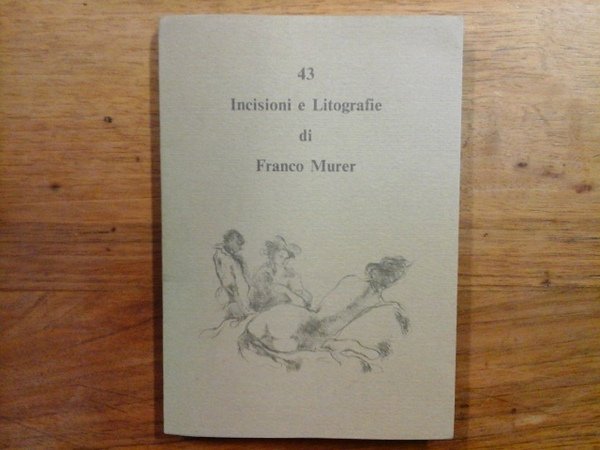 43
Incisioni e Litografie
di
Franco Murer